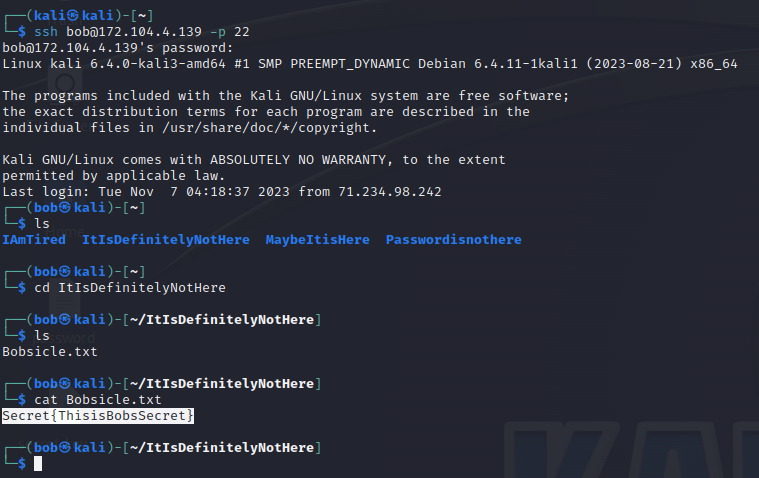 ┌──(kali㉿kali)-[~]
└─$ ssh bob@172.104.4.139 -p 22
bob@172.104.4.139's password:
Linux kali 6.4.0-kali3-amd64 #1 SMP PREEMPT_DYNAMIC Debian 6.4.11-1kali1 (2023-08-21) x86_64

The programs included with the Kali GNU/Linux system are free software;
the exact distribution terms for each program are described in the
individual files in /usr/share/doc/*/copyright.

Kali GNU/Linux comes with ABSOLUTELY NO WARRANTY, to the extent
permitted by applicable law.
Last login: Tue Nov  7 04:18:37 2023 from 71.234.98.242
┌──(bob㉿kali)-[~]
└─$ ls
IAmTired  ItIsDefinitelyNotHere  MaybeItisHere  Passwordisnothere

┌──(bob㉿kali)-[~]
└─$ cd ItIsDefinitelyNotHere

┌──(bob㉿kali)-[~/ItIsDefinitelyNotHere]
└─$ ls
Bobsicle.txt

┌──(bob㉿kali)-[~/ItIsDefinitelyNotHere]
└─$ cat Bobsicle.txt
Secret{ThisisBobsSecret}

┌──(bob㉿kali)-[~/ItIsDefinitelyNotHere]
└─$